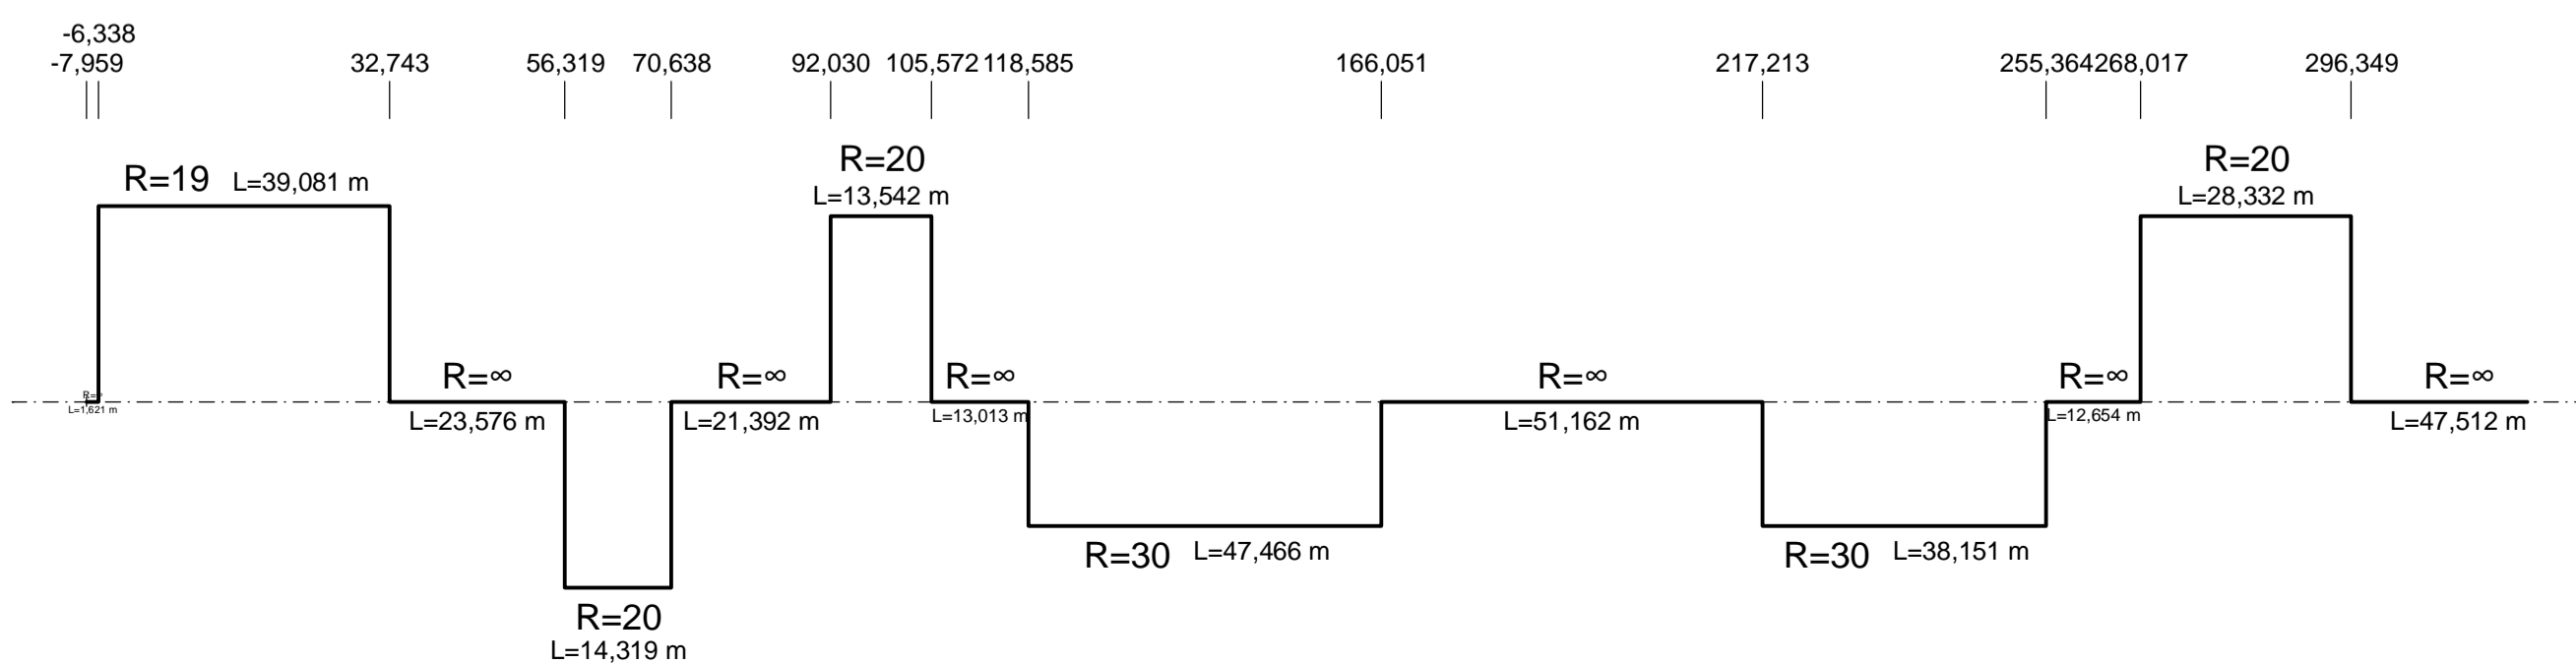 -6,338
-7,959 32,743 56,319 70,638 92,030 105,572 118,585 166,051 217,213 255,364 268,017 296,349
R=20 R=20
R=19 L=39,081 m L=13,542 m L=28,332 m
R=∞ R=∞ R=∞ R=∞ R=∞ R=∞
L=1,621 m L=23,576 m L=21,392 m L=13,013 m L=51,162 m L=12,654 m L=47,512 m
R=30 L=47,466 m R=30 L=38,151 m
R=20
L=14,319 m